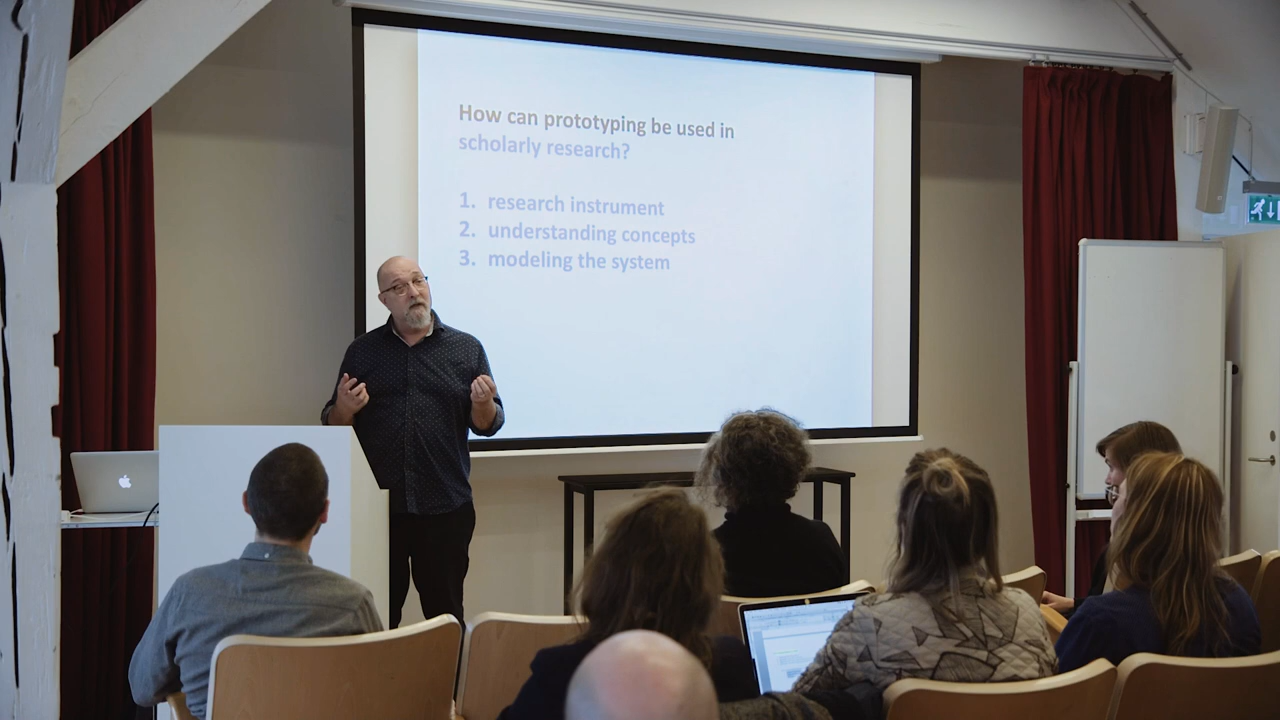 How can prototyping be used in
scholarly research?
1. research instrument
2. understanding concepts
3. modeling the system